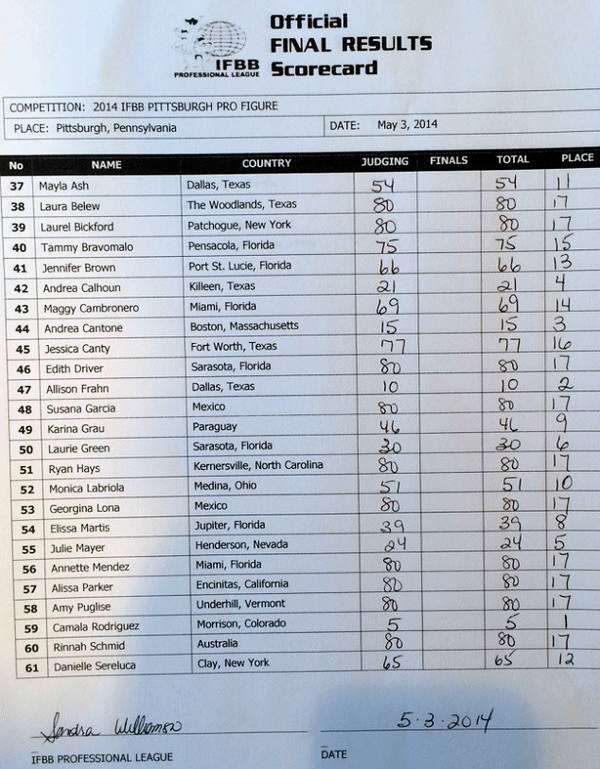 Official
FINAL RESULTS
IFBB
PROFESSIONAL LEAGUE
Scorecard
COMPETITION: 2014 IFBB PITTSBURGH PRO FIGURE
PLACE: Pittsburgh, Pennsylvania DATE: May 3, 2014
No NAME COUNTRY JUDGING FINALS TOTAL PLACE
37 Mayla Ash Dallas, Texas 54 54 11
38 Laura Belew The Woodlands, Texas 80 80 17
39 Laurel Bickford Patchogue, New York 80 80 17
40 Tammy Bravomalo Pensacola, Florida 75 75 15
41 Jennifer Brown Port St. Lucie, Florida 66 66 13
42 Andrea Calhoun Killeen, Texas 21 21 4
43 Maggy Cambronero Miami, Florida 69 69 14
44 Andrea Cantone Boston, Massachusetts 15 15 3
45 Jessica Canty Fort Worth, Texas 77 77 16
46 Edith Driver Sarasota, Florida 80 80 17
47 Allison Frahn Dallas, Texas 10 10 2
48 Susana Garcia Mexico 80 80 17
49 Karina Grau Paraguay 46 46 9
50 Laurie Green Sarasota, Florida 30 30 6
51 Ryan Hays Kernersville, North Carolina 80 80 17
52 Monica Labriola Medina, Ohio 51 51 10
53 Georgina Lona Mexico 80 80 17
54 Elissa Martis Jupiter, Florida 39 39 8
55 Julie Mayer Henderson, Nevada 24 24 5
56 Annette Mendez Miami, Florida 80 80 17
57 Alissa Parker Encinitas, California 80 80 17
58 Amy Puglise Underhill, Vermont 80 80 17
59 Camala Rodriguez Morrison, Colorado 5 5 1
60 Rinnah Schmid Australia 80 80 17
61 Danielle Sereluca Clay, New York 65 65 12
Sandra Williamson 5.3.2014
IFBB PROFESSIONAL LEAGUE DATE